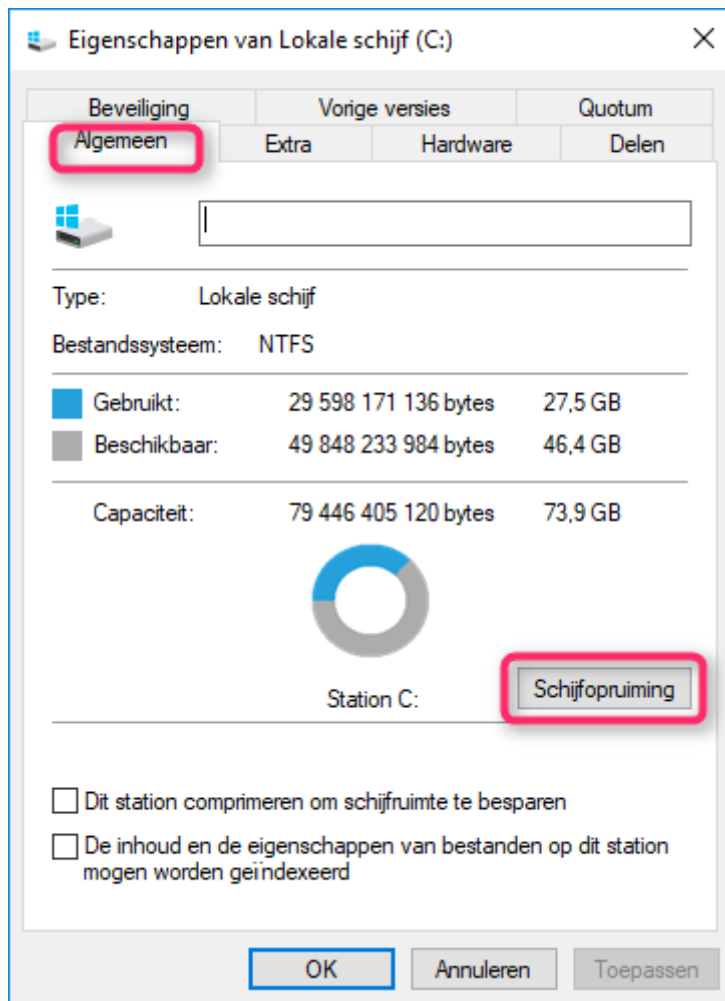 Eigenschappen van Lokale schijf (C:)
Beveiliging Vorige versies Quotum
Algemeen Extra Hardware Delen
Type: Lokale schijf
Bestandssysteem: NTFS
Gebruikt: 29 598 171 136 bytes 27,5 GB
Beschikbaar: 49 848 233 984 bytes 46,4 GB
Capaciteit: 79 446 405 120 bytes 73,9 GB
Station C: Schijfopruiming
Dit station comprimeren om schijfruimte te besparen
De inhoud en de eigenschappen van bestanden op dit station
mogen worden geïndexeerd
OK Annuleren Toepassen